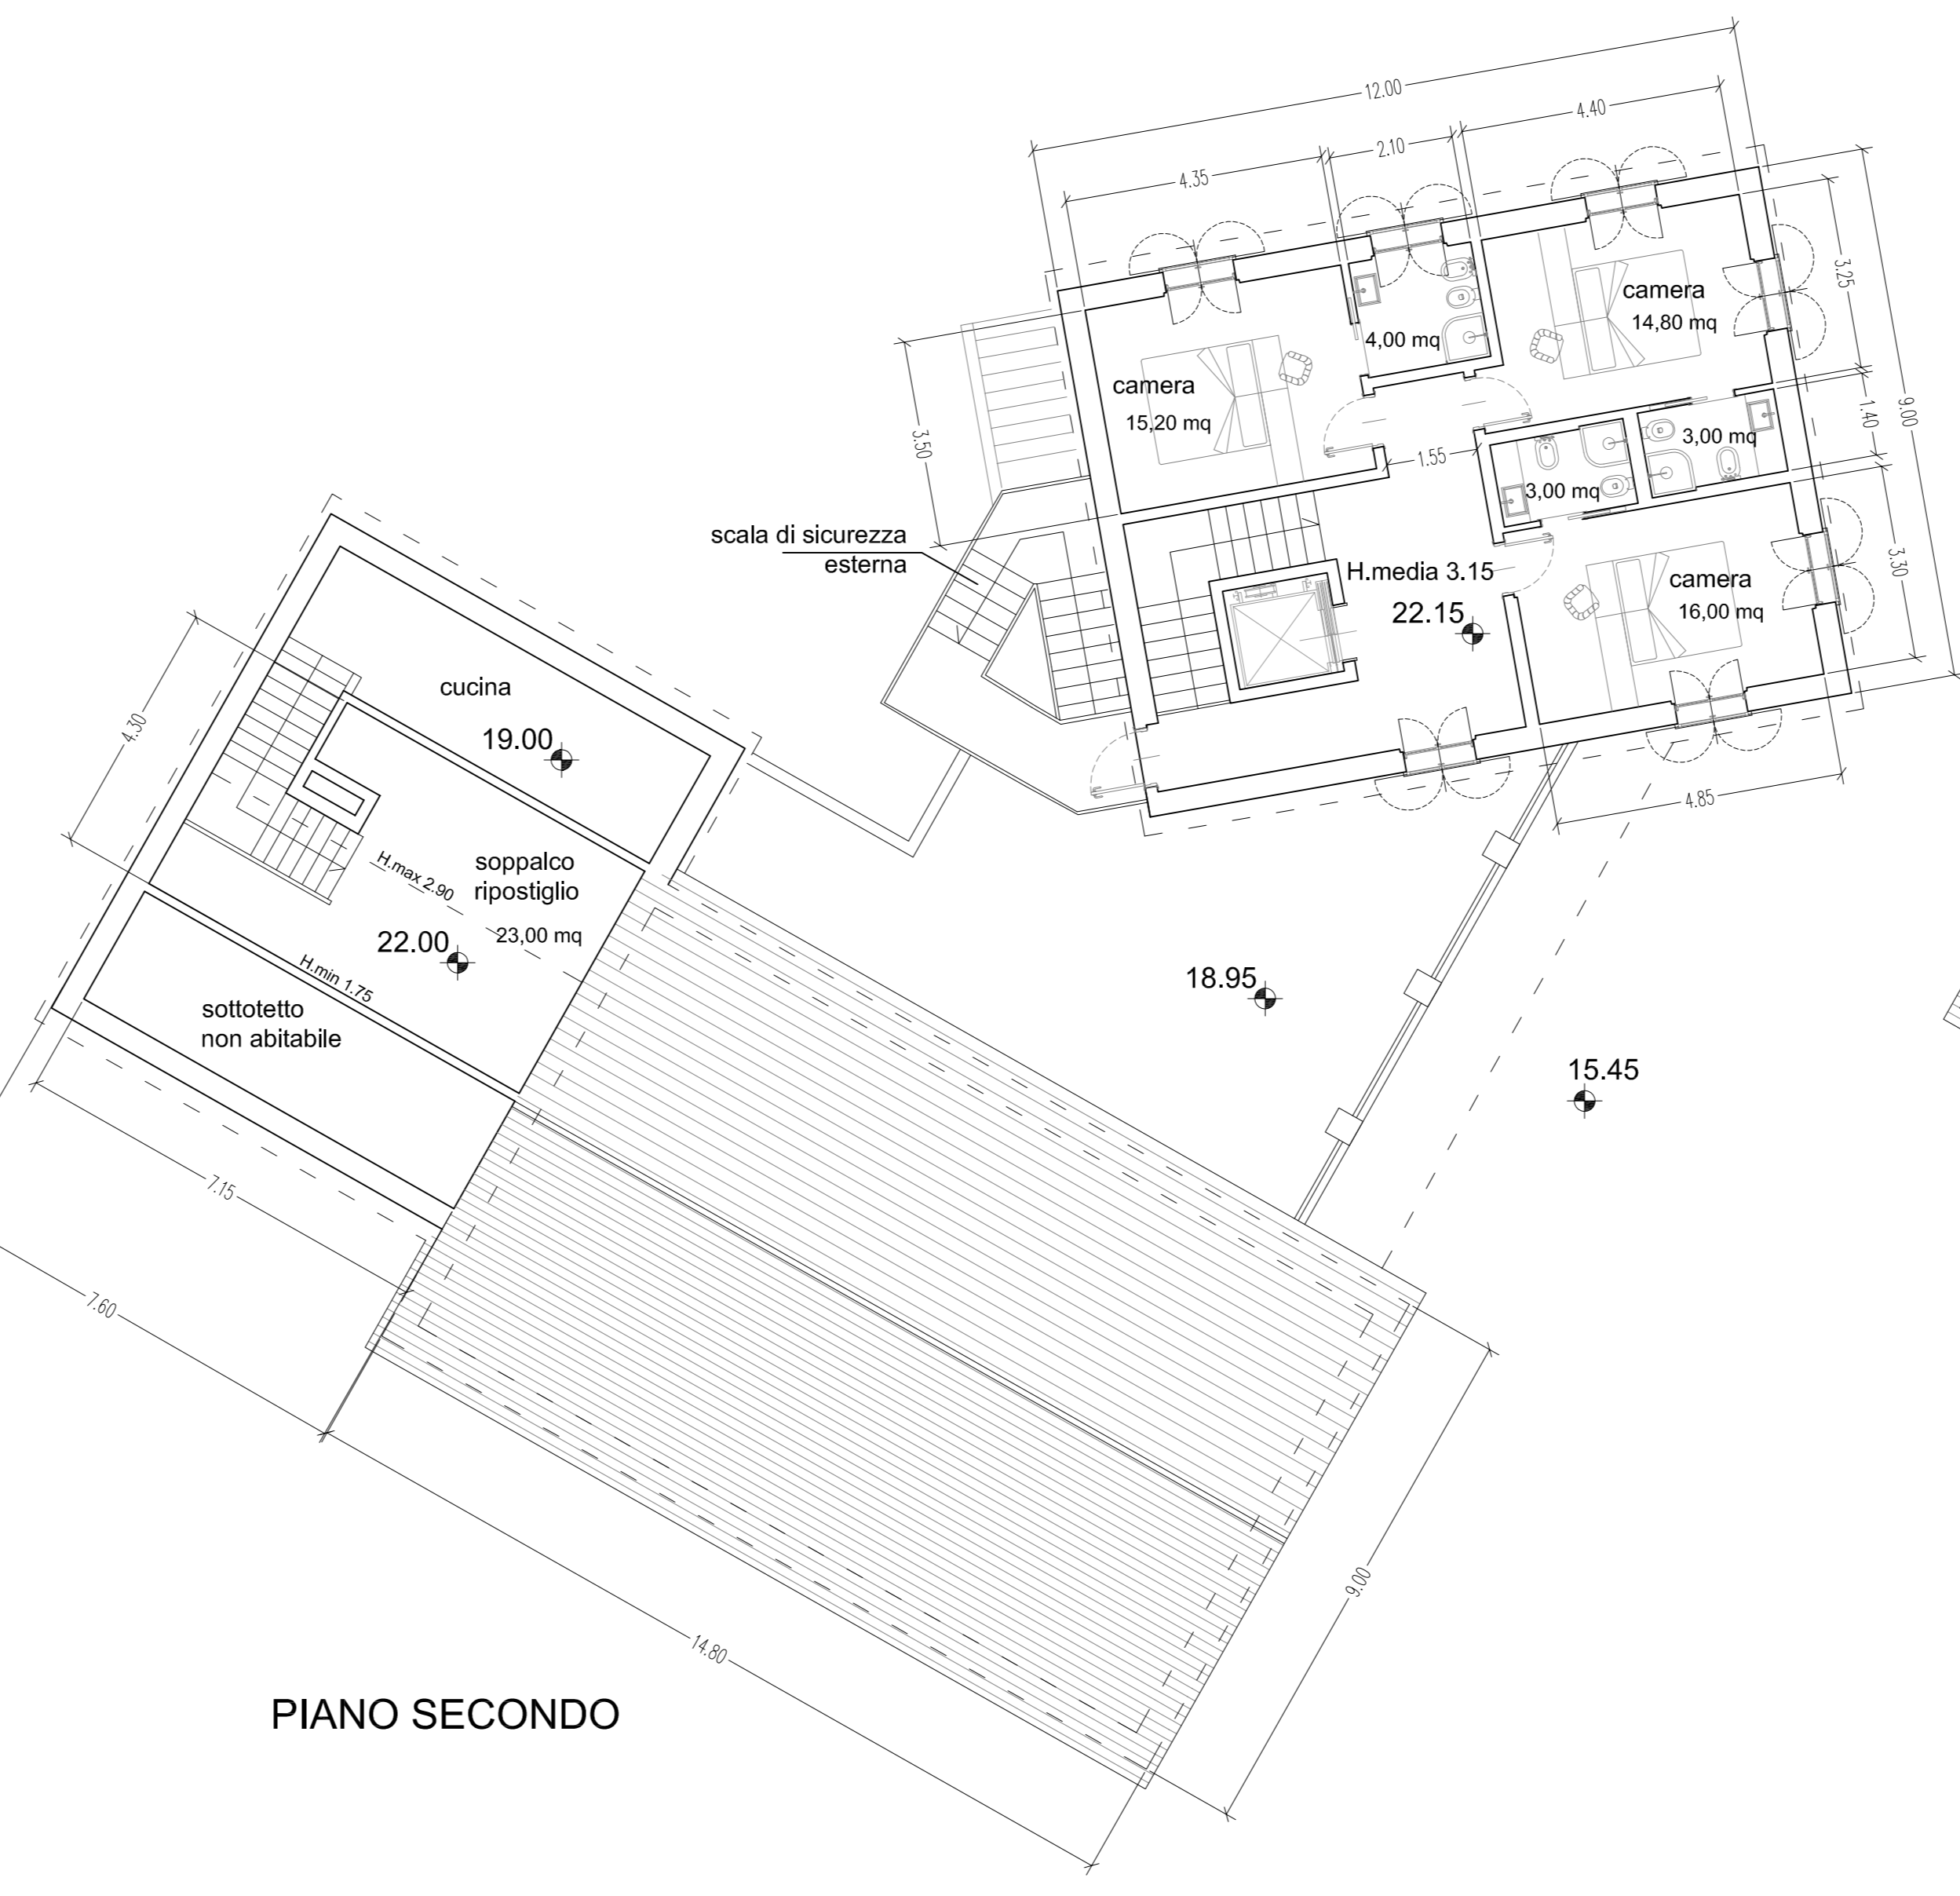 12.00
4.40
2.10
4.35
3.25
camera
14,80 mq
4,00 mq
camera
15,20 mq
1.40
9.00
3,00 mq
3.50
1.55
3,00 mq
scala di sicurezza
esterna
H.media 3.15
22.15
camera
16,00 mq
3.30
4.85
cucina
19.00
4.30
H.max 2.90
soppalco
ripostiglio
23,00 mq
22.00
H.min 1.75
sottotetto
non abitabile
18.95
15.45
7.15
7.60
9.00
14.80
PIANO SECONDO